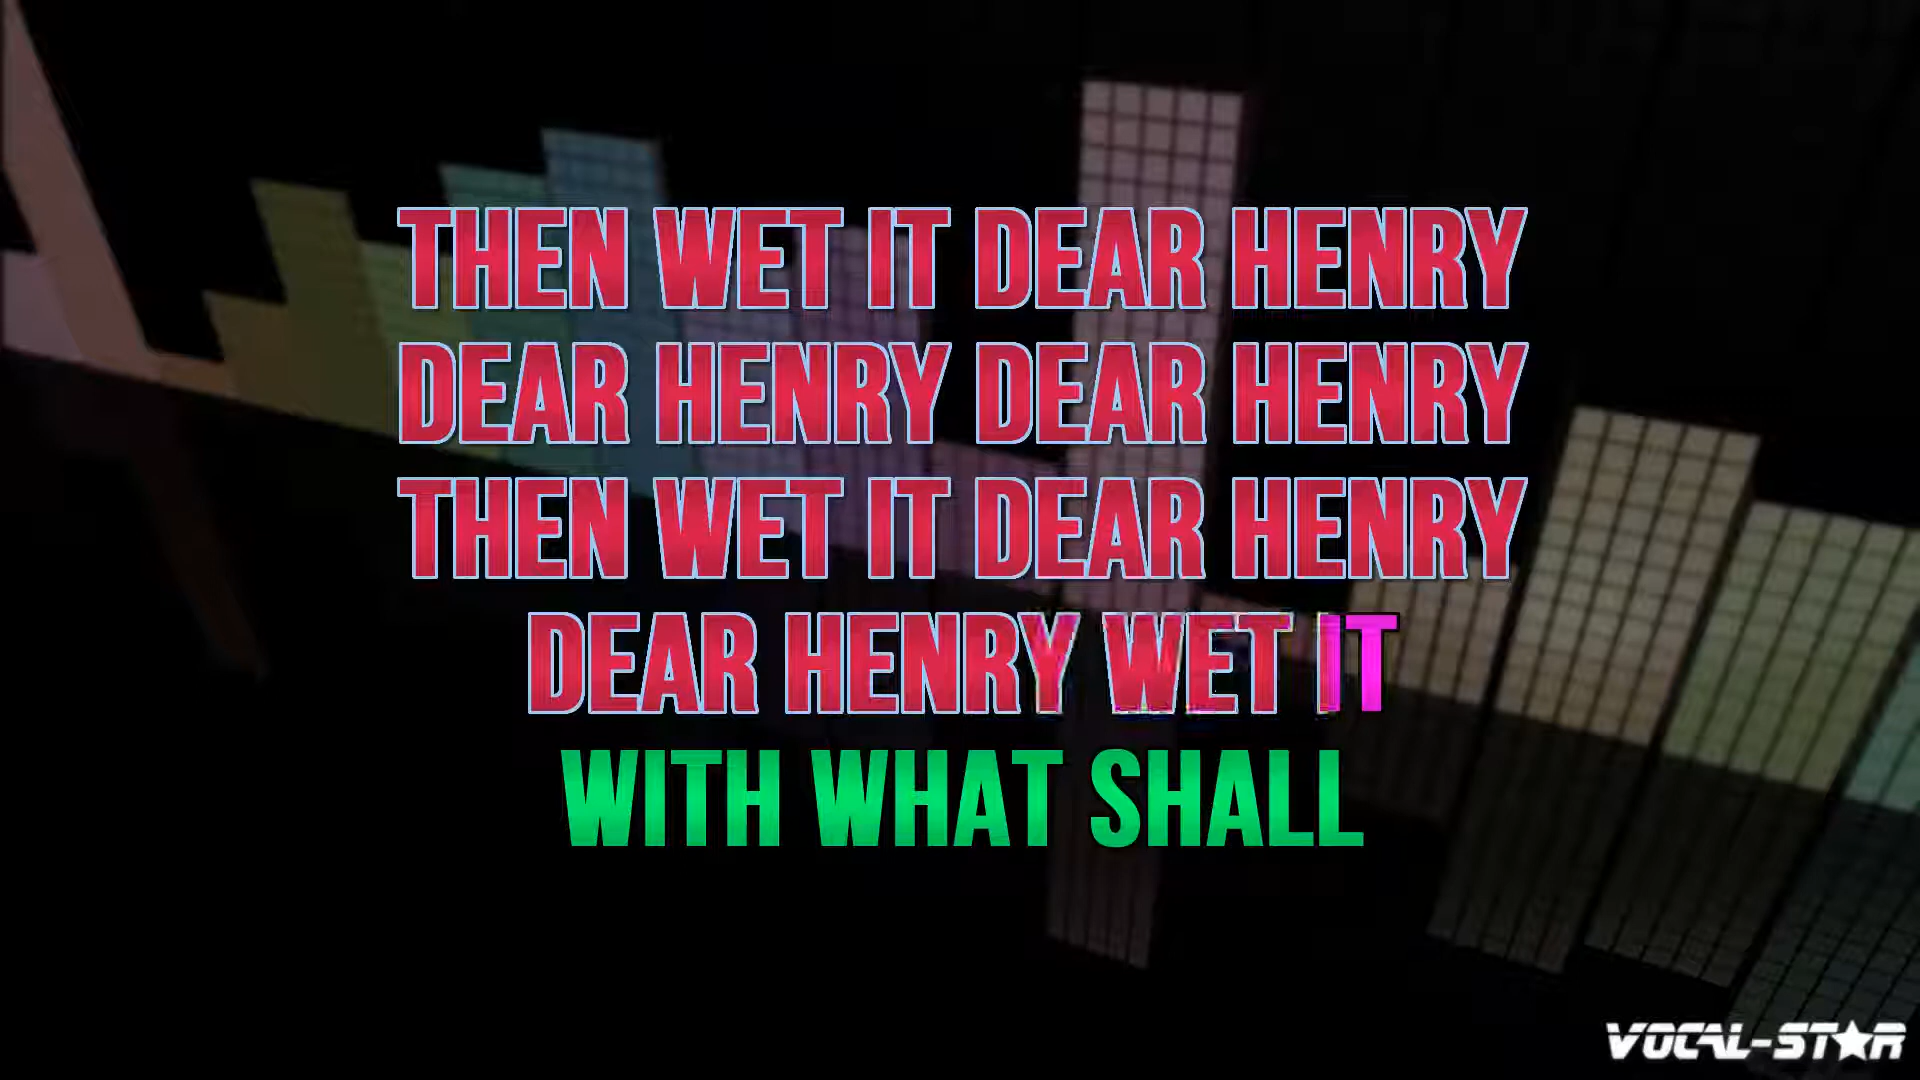 THEN WET IT DEAR HENRY
DEAR HENRY DEAR HENRY
THEN WET IT DEAR HENRY
DEAR HENRY WET IT
WITH WHAT SHALL
VOCAL-STAR